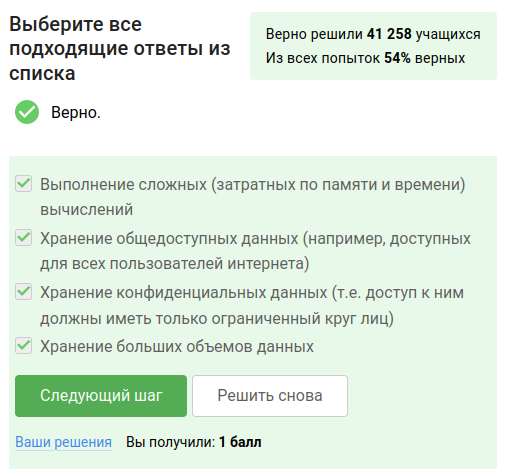 Выберите все
подходящие ответы из
списка
Верно решили 41 258 учащихся
Из всех попыток 54% верных
Верно.
Выполнение сложных (затратных по памяти и времени)
вычислений
Хранение общедоступных данных (например, доступных
для всех пользователей интернета)
Хранение конфиденциальных данных (т.е. доступ к ним
должны иметь только ограниченный круг лиц)
Хранение больших объемов данных
Следующий шаг
Решить снова
Ваши решения
Вы получили: 1 балл